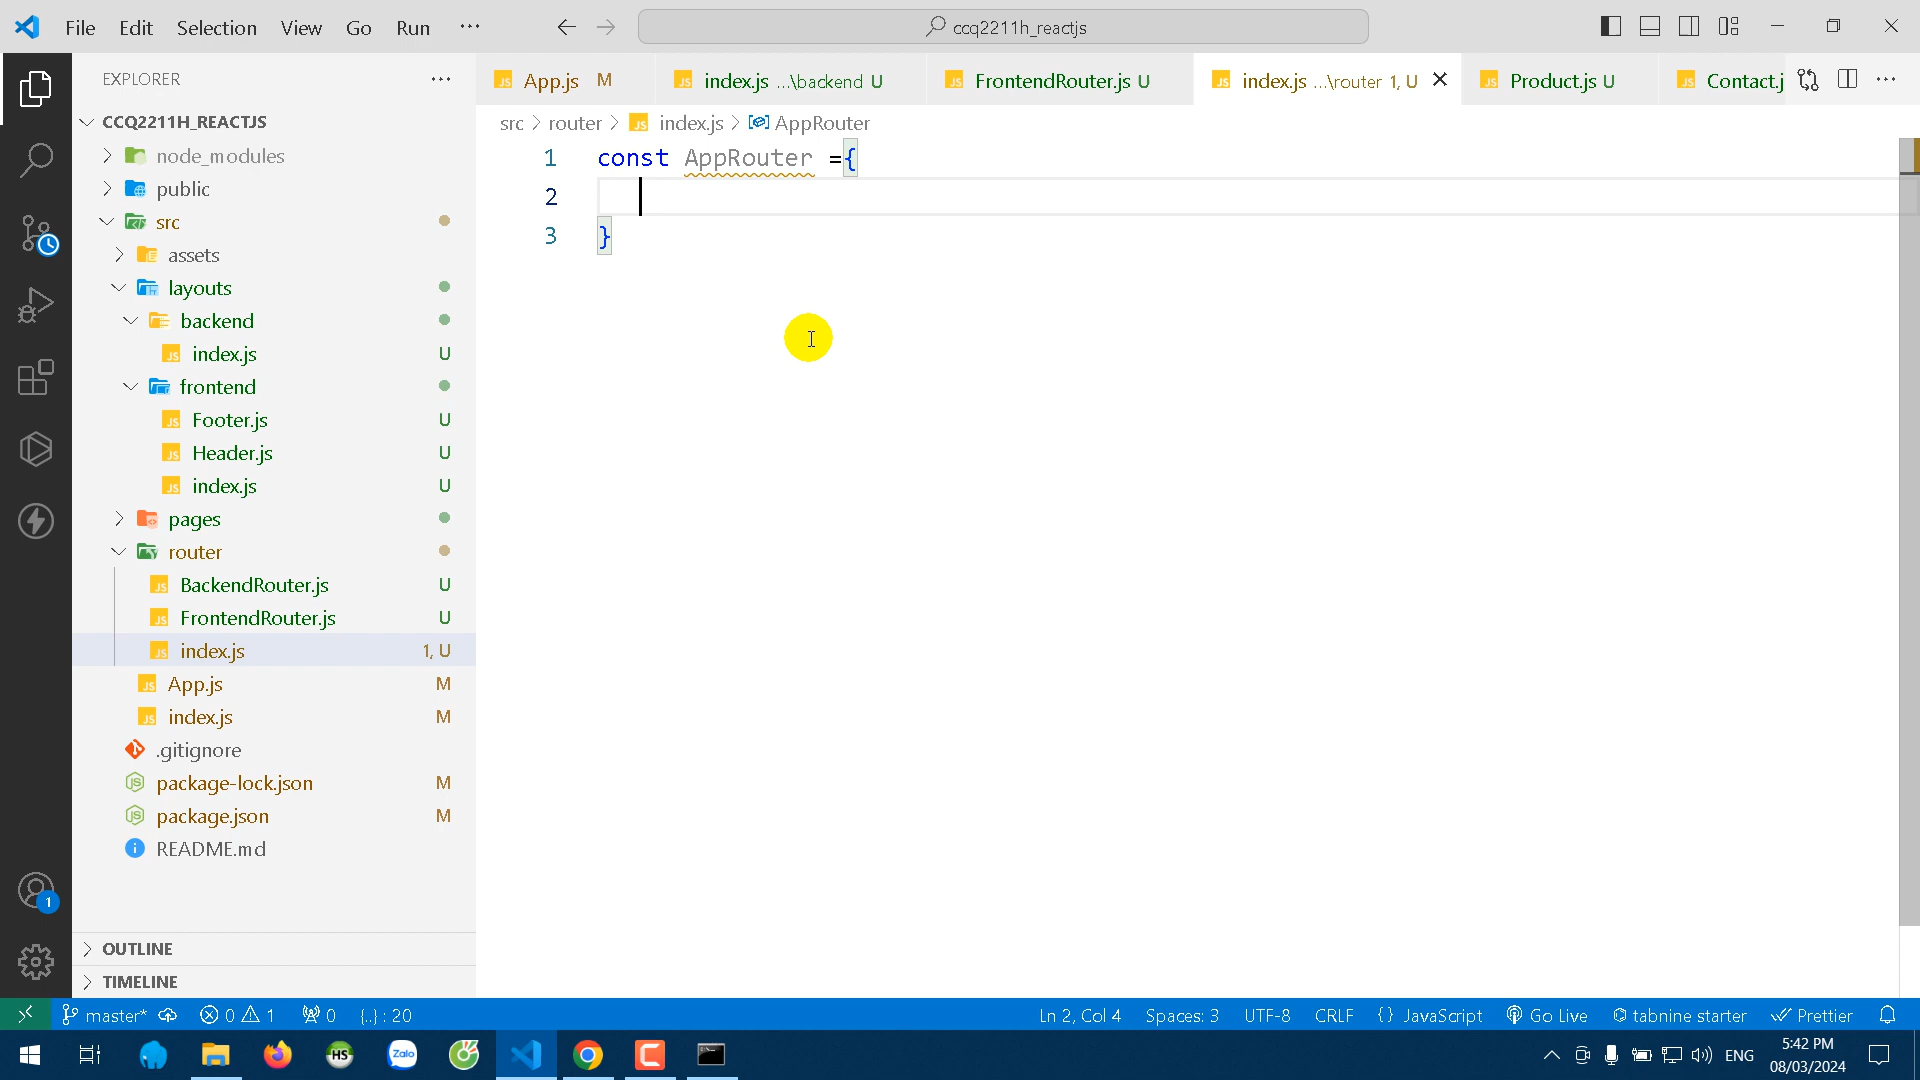 File Edit Selection View Go Run ··· ccq2211h_reactjs
EXPLORER ···
App.js M
index.js ...\backend U
FrontendRouter.js U
index.js ...\router 1, U
Product.js U
Contact.j
src > router > index.js > AppRouter
1 const AppRouter ={
2
3 }
CCQ2211H_REACTJS
node_modules
public
src
assets
layouts
backend
index.js U
frontend
Footer.js U
Header.js U
index.js U
pages
router
BackendRouter.js U
FrontendRouter.js U
index.js 1, U
App.js M
index.js M
.gitignore
package-lock.json M
package.json M
README.md
1
OUTLINE
TIMELINE
master* 0 1 0 {..} : 20 Ln 2, Col 4 Spaces: 3 UTF-8 CRLF {} JavaScript Go Live tabnine starter Prettier
HS Zalo ENG 5:42 PM
08/03/2024